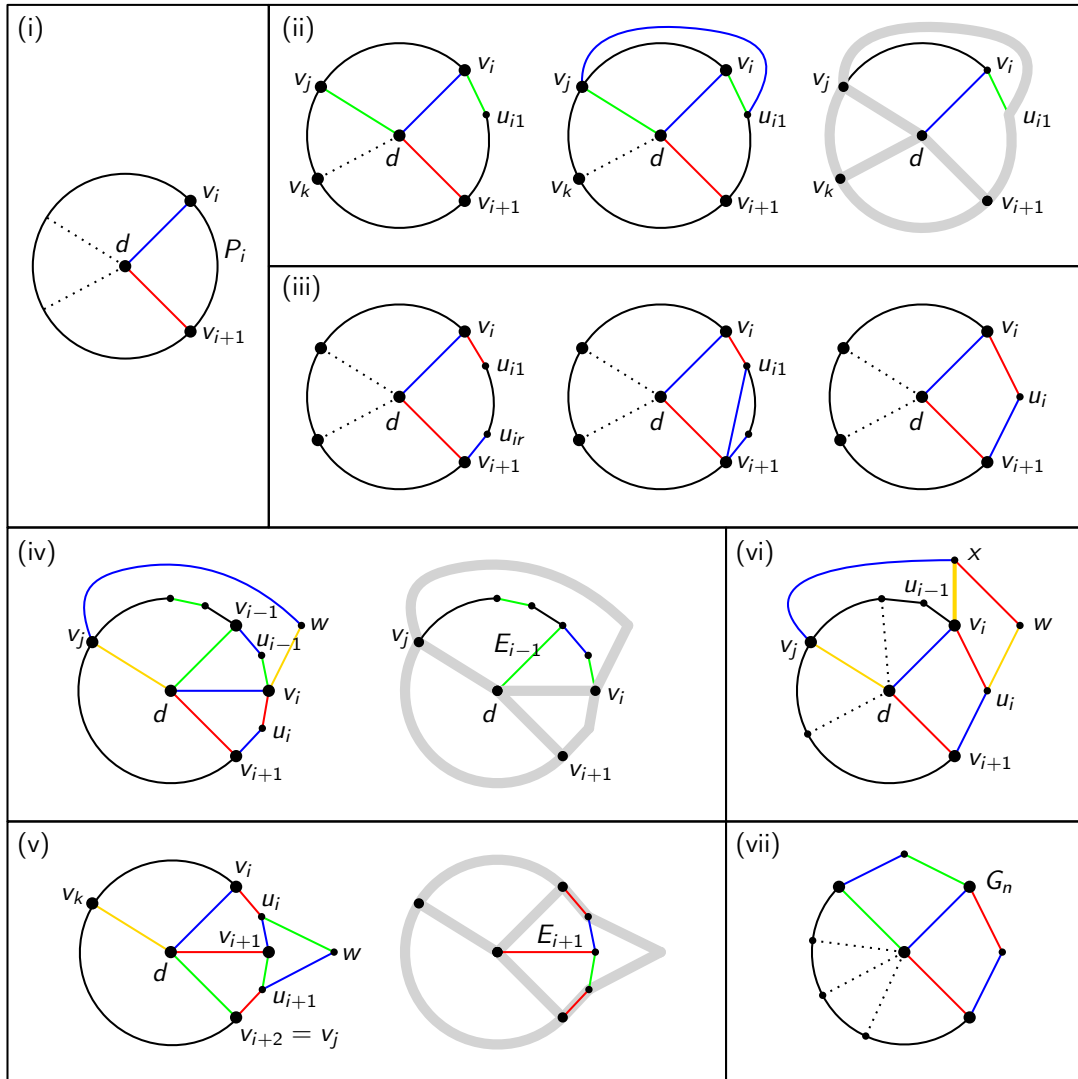 (i)
d
v_i
P_i
v_{i+1}
(ii)
v_j
v_i
u_{i1}
d
v_k
v_{i+1}
v_j
v_i
u_{i1}
d
v_k
v_{i+1}
v_j
v_i
u_{i1}
d
v_k
v_{i+1}
(iii)
v_i
u_{i1}
d
u_{ir}
v_{i+1}
v_i
u_{i1}
d
v_{i+1}
v_i
u_i
d
v_{i+1}
(iv)
v_{i-1}
w
v_j
u_{i-1}
d
v_i
u_i
v_{i+1}
v_j
E_{i-1}
d
v_i
v_{i+1}
(vi)
x
u_{i-1}
v_i
w
v_j
d
u_i
v_{i+1}
(v)
v_i
v_k
u_i
v_{i+1}
d
w
u_{i+1}
v_{i+2} = v_j
E_{i+1}
(vii)
G_n